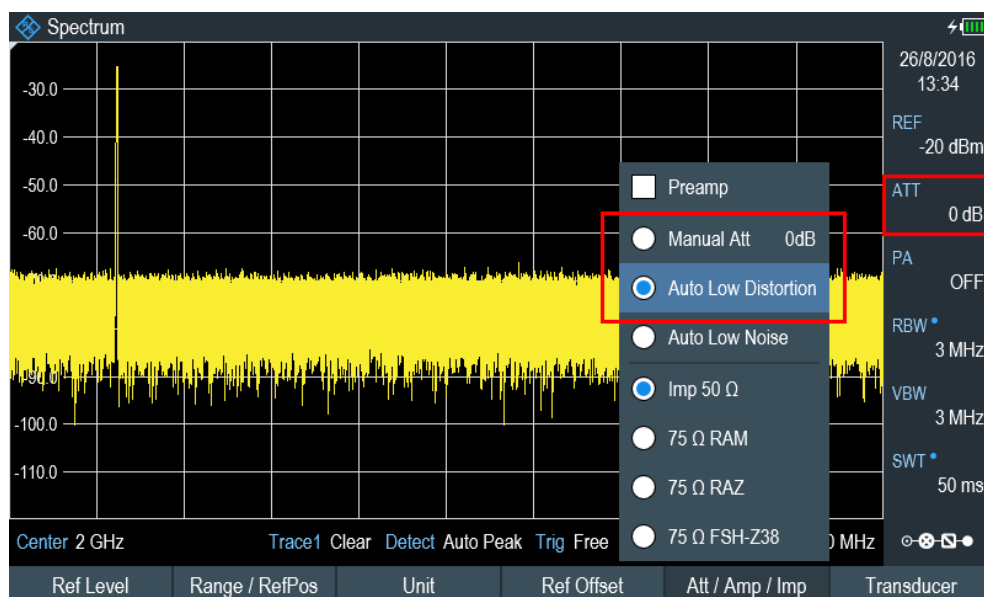 Spectrum
26/8/2016
13:34
-30.0
-40.0
-50.0
-60.0
-90.0
-100.0
-110.0
REF
-20 dBm
ATT
0 dB
PA
OFF
RBW
3 MHz
VBW
3 MHz
SWT
50 ms
Preamp
Manual Att 0dB
Auto Low Distortion
Auto Low Noise
Imp 50 Ω
75 Ω RAM
75 Ω RAZ
75 Ω FSH-Z38
Center 2 GHz Trace1 Clear Detect Auto Peak Trig Free MHz
Ref Level Range / RefPos Unit Ref Offset Att / Amp / Imp Transducer